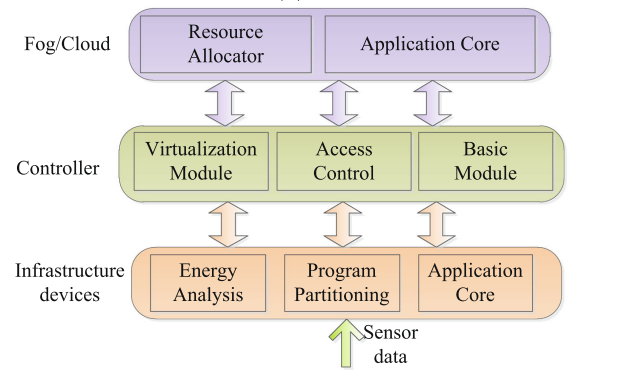 Fog/Cloud
Resource
Allocator
Application Core
Controller
Virtualization
Module
Access
Control
Basic
Module
Infrastructure
devices
Energy
Analysis
Program
Partitioning
Application
Core
Sensor
data